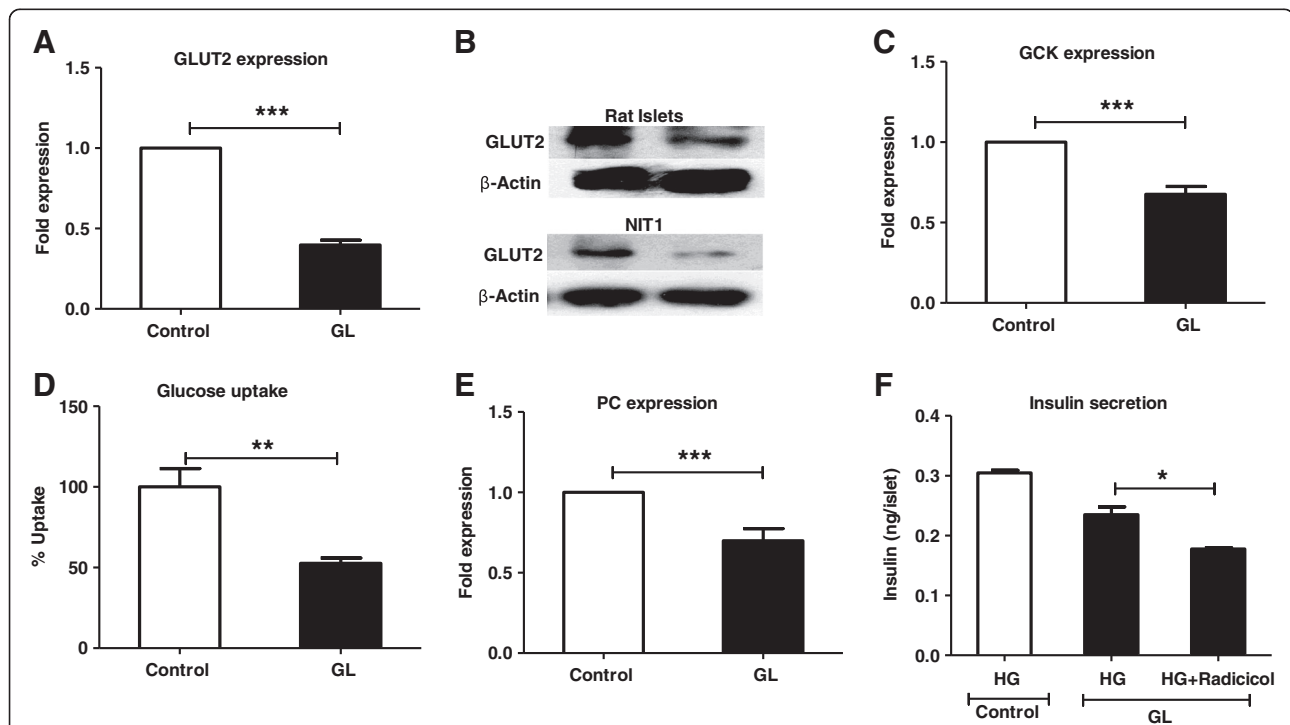 A
GLUT2 expression
1.5
1.0
0.5
0.0
Fold expression
***
Control GL
B
Rat Islets
GLUT2
β-Actin
NIT1
GLUT2
β-Actin
C
GCK expression
1.5
1.0
0.5
0.0
Fold expression
***
Control GL
D
Glucose uptake
150
100
50
0
% Uptake
**
Control GL
E
PC expression
1.5
1.0
0.5
0.0
Fold expression
***
Control GL
F
Insulin secretion
0.4
0.3
0.2
0.1
0.0
Insulin (ng/islet)
*
HG HG HG+Radicicol
Control GL